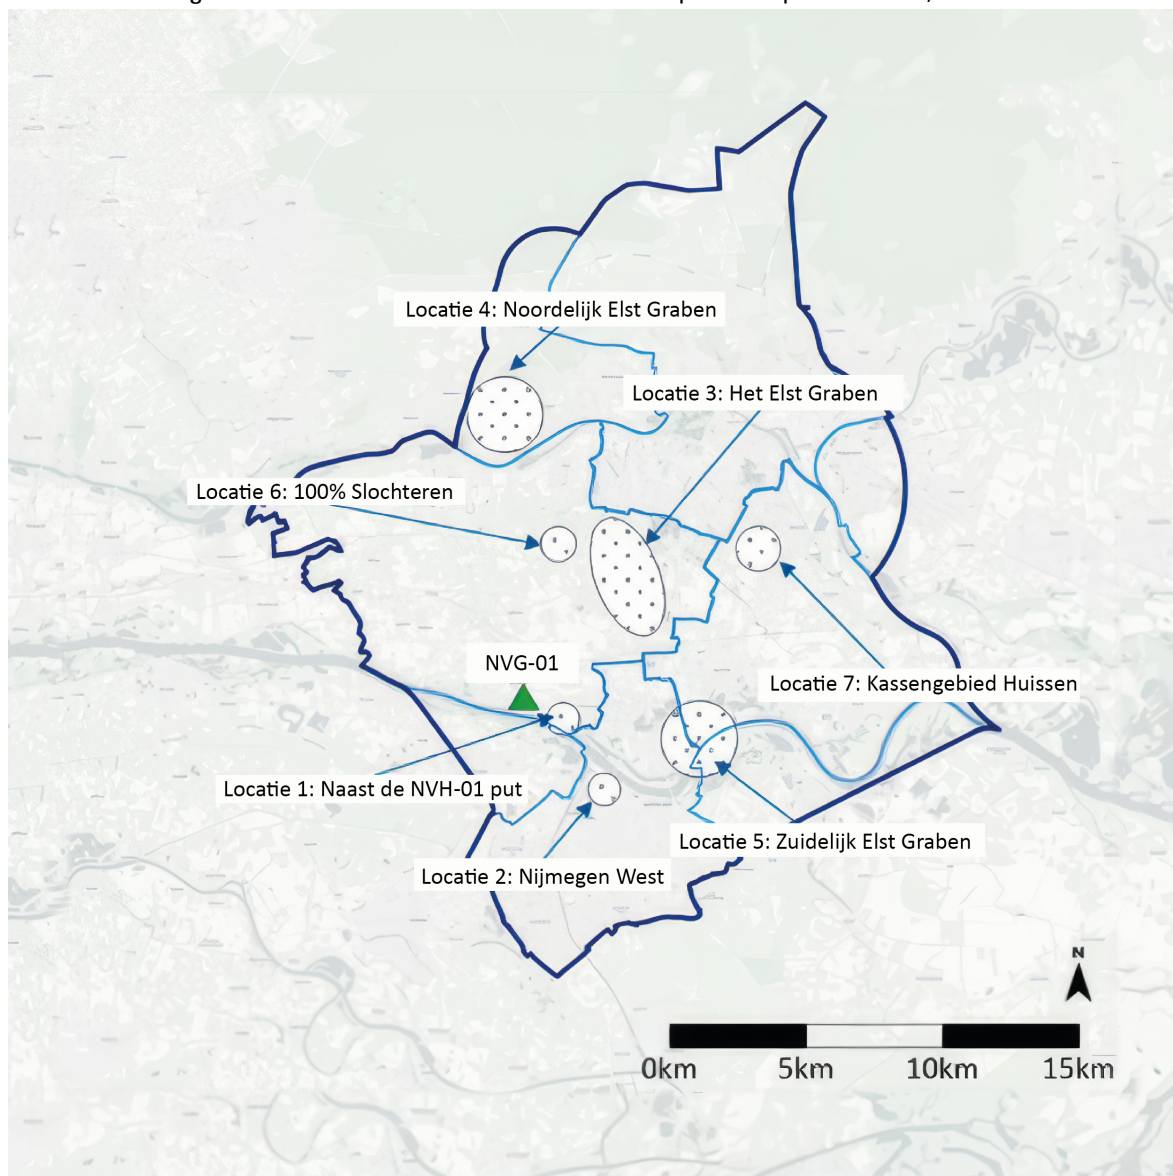 Locatie 4: Noordelijk Elst Graben
Locatie 3: Het Elst Graben
Locatie 6: 100% Slochteren
NVG-01
Locatie 7: Kassengebied Huissen
Locatie 1: Naast de NVH-01 put
Locatie 5: Zuidelijk Elst Graben
Locatie 2: Nijmegen West
N
0km 5km 10km 15km